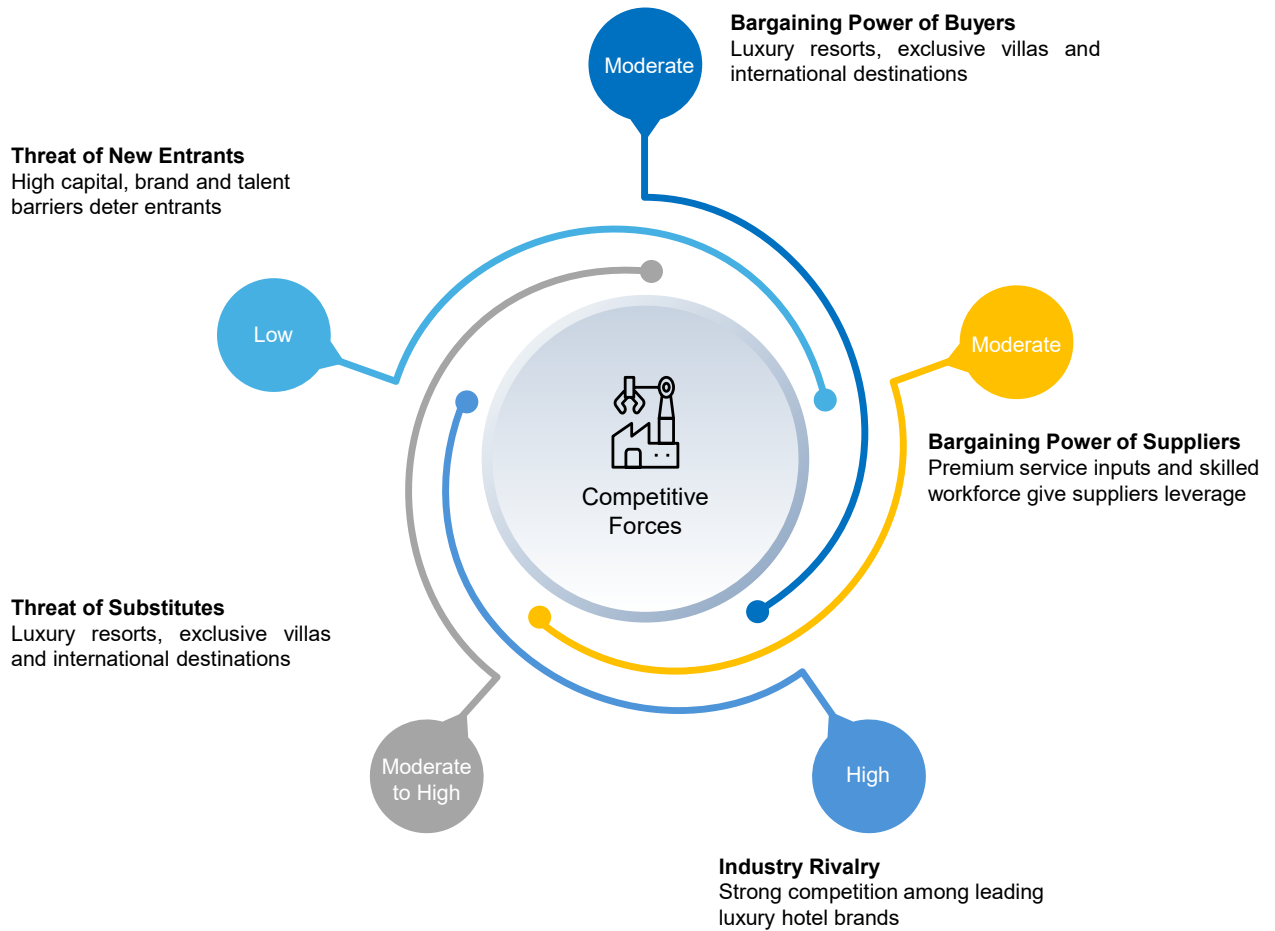 Bargaining Power of Buyers
Luxury resorts, exclusive villas and
international destinations
Moderate
Threat of New Entrants
High capital, brand and talent
barriers deter entrants
Low
Moderate
Bargaining Power of Suppliers
Premium service inputs and skilled
workforce give suppliers leverage
Competitive
Forces
Threat of Substitutes
Luxury resorts, exclusive villas
and international destinations
Moderate
to High
High
Industry Rivalry
Strong competition among leading
luxury hotel brands